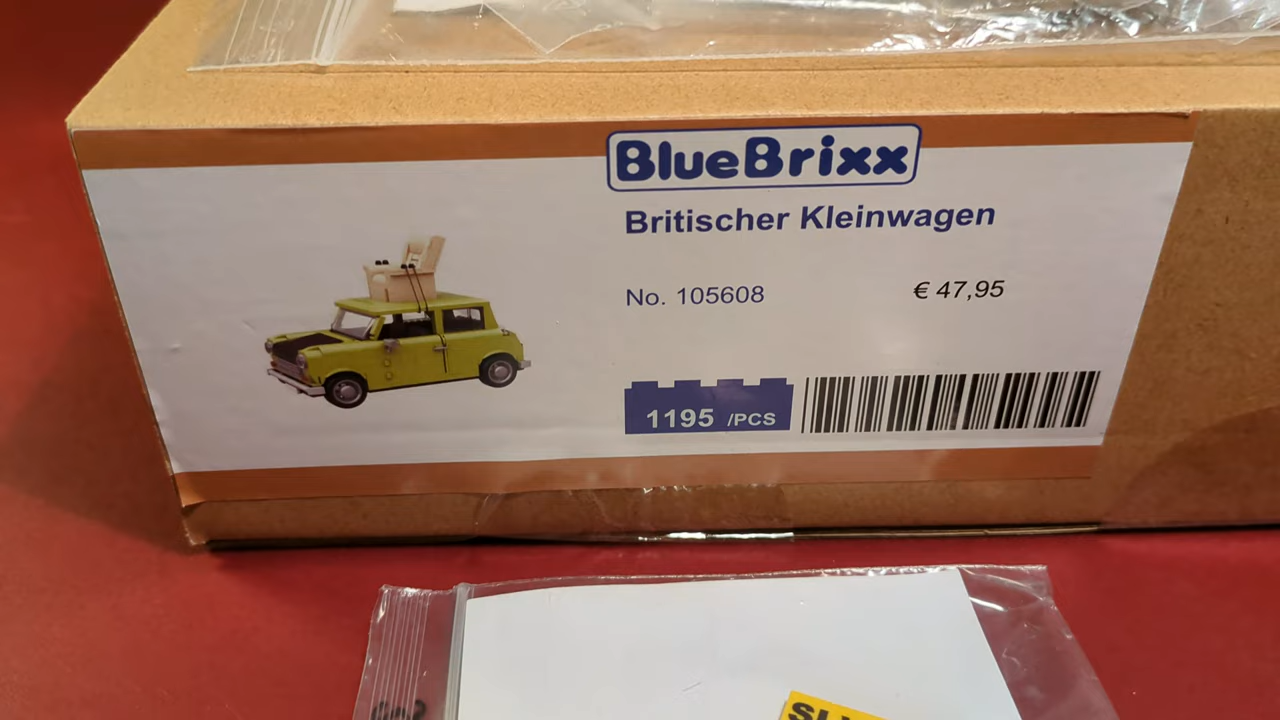 BlueBrixx
Britischer Kleinwagen
No. 105608
€ 47,95
1195 /PCS